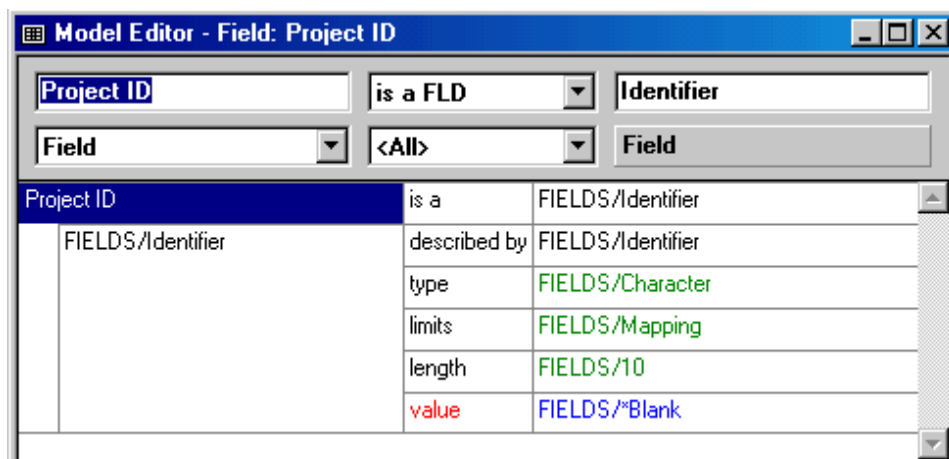 Model Editor - Field: Project ID
Project ID is a FLD Identifier
Field <All> Field
Project ID is a FIELDS/Identifier
FIELDS/Identifier described by FIELDS/Identifier
type FIELDS/Character
limits FIELDS/Mapping
length FIELDS/10
value FIELDS/*Blank